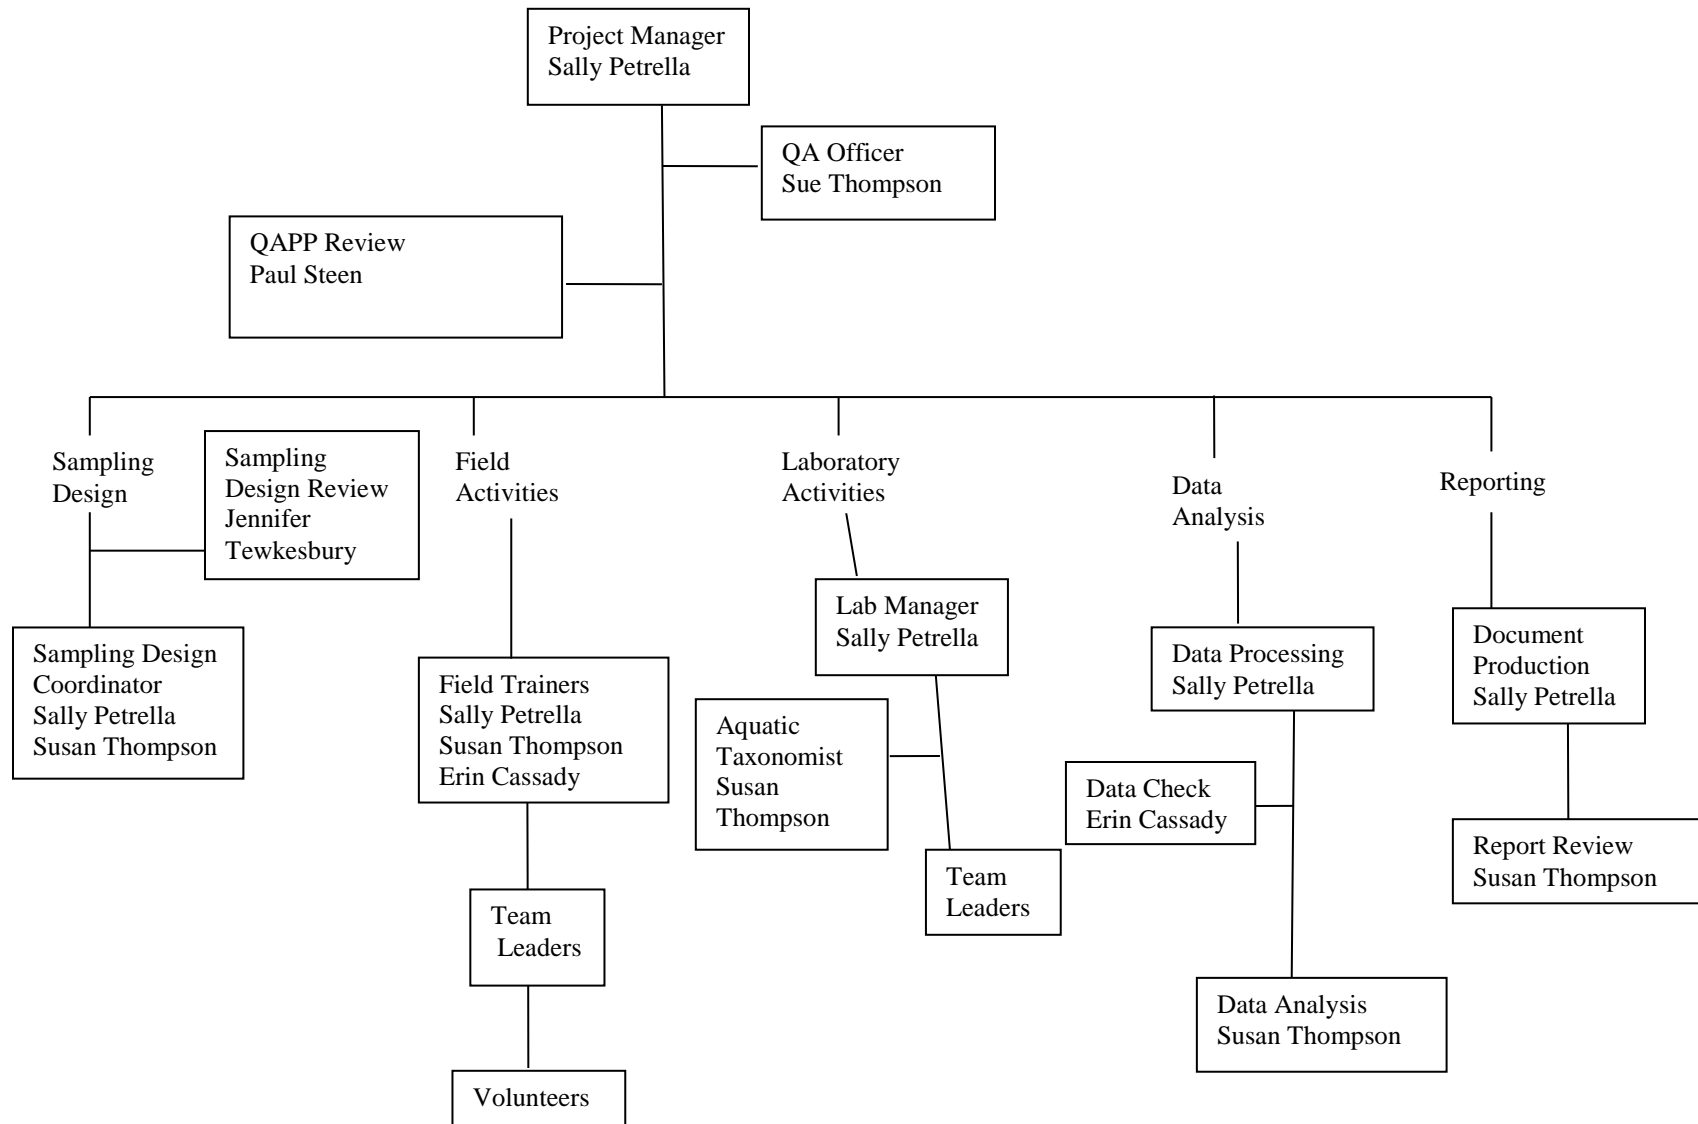 Project Manager
Sally Petrella
QA Officer
Sue Thompson
QAPP Review
Paul Steen
Sampling
Design
Sampling
Design Review
Jennifer
Tewkesbury
Sampling Design
Coordinator
Sally Petrella
Susan Thompson
Field
Activities
Field Trainers
Sally Petrella
Susan Thompson
Erin Cassady
Team
Leaders
Volunteers
Laboratory
Activities
Lab Manager
Sally Petrella
Aquatic
Taxonomist
Susan
Thompson
Team
Leaders
Data
Analysis
Data Processing
Sally Petrella
Data Check
Erin Cassady
Data Analysis
Susan Thompson
Reporting
Document
Production
Sally Petrella
Report Review
Susan Thompson